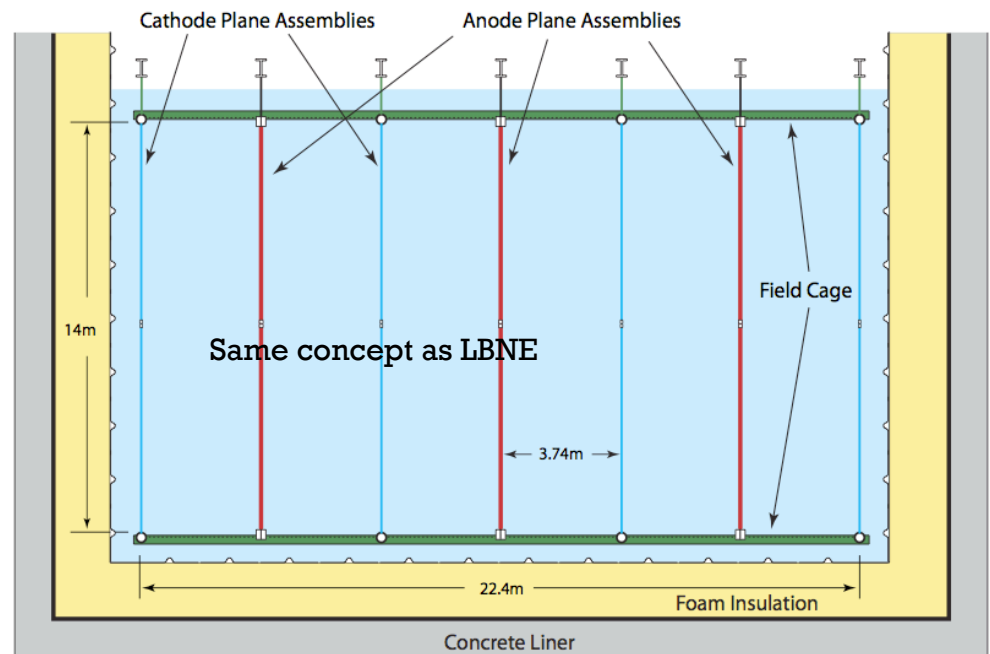 Cathode Plane Assemblies
Anode Plane Assemblies
Field Cage
14m
Same concept as LBNE
3.74m
22.4m
Foam Insulation
Concrete Liner